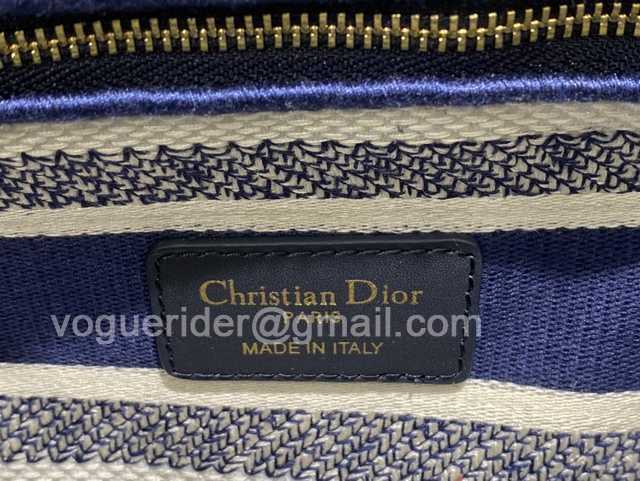 Christian Dior
PARIS
voguerider@gmail.com
MADE IN ITALY